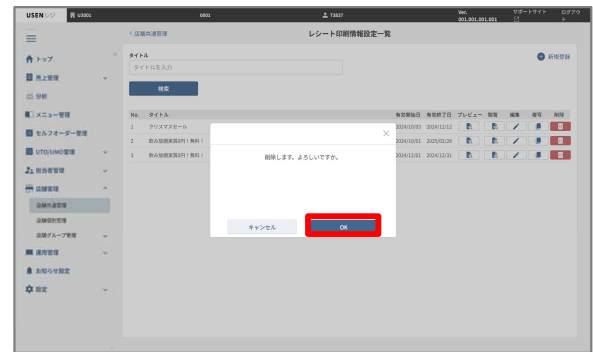 USENレジ U0001 0001 73837 Ver. 001.001.001.001 サポートサイト ログアウ >
< 店舗共通管理 レシート印刷情報設定一覧
トップ
売上管理
分析
メニュー管理
セルフオーダー管理
UTO/UMO管理
担当者管理
店舗管理
店舗共通管理
店舗個別管理
店舗グループ管理
運用管理
お知らせ設定
設定
タイトル
タイトルを入力
新規登録
検索
No. タイトル 有効開始日 有効終了日 プレビュー 閲覧 編集 複写 削除
1 クリスマスセール 2024/10/03 2024/12/12
2 飲み放題実質0円！無料！ 2024/10/01 2025/02/28
3 飲み放題実質0円！無料！ 2024/12/01 2024/12/31
削除します。よろしいですか。
キャンセル OK